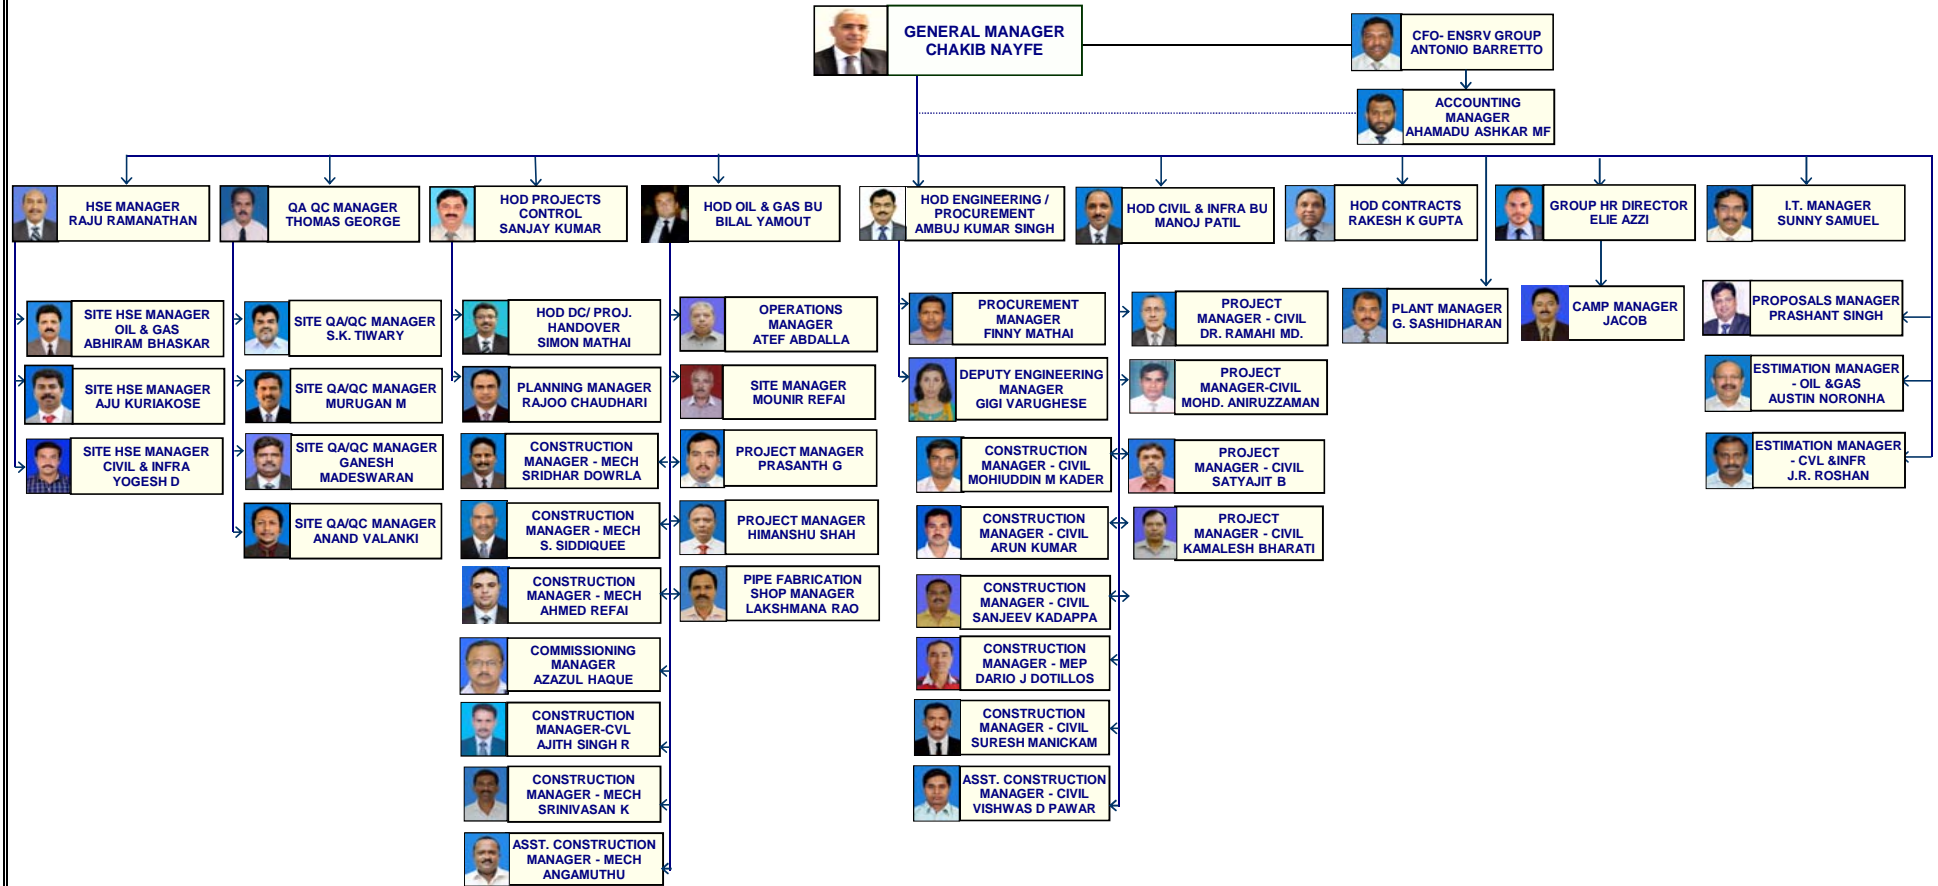 GENERAL MANAGER
CHAKIB NAYFE
CFO- ENSRV GROUP
ANTONIO BARRETTO
ACCOUNTING
MANAGER
AHAMADU ASHKAR MF
HSE MANAGER
RAJU RAMANATHAN
QA QC MANAGER
THOMAS GEORGE
HOD PROJECTS
CONTROL
SANJAY KUMAR
HOD OIL & GAS BU
BILAL YAMOUT
HOD ENGINEERING /
PROCUREMENT
AMBUJ KUMAR SINGH
HOD CIVIL & INFRA BU
MANOJ PATIL
HOD CONTRACTS
RAKESH K GUPTA
GROUP HR DIRECTOR
ELIE AZZI
I.T. MANAGER
SUNNY SAMUEL
SITE HSE MANAGER
OIL & GAS
ABHIRAM BHASKAR
SITE HSE MANAGER
AJU KURIAKOSE
SITE HSE MANAGER
CIVIL & INFRA
YOGESH D
SITE QA/QC MANAGER
S.K. TIWARY
SITE QA/QC MANAGER
MURUGAN M
SITE QA/QC MANAGER
GANESH
MADESWARAN
SITE QA/QC MANAGER
ANAND VALANKI
HOD DC/ PROJ.
HANDOVER
SIMON MATHAI
PLANNING MANAGER
RAJOO CHAUDHARI
CONSTRUCTION
MANAGER - MECH
SRIDHAR DOWRLA
CONSTRUCTION
MANAGER - MECH
S. SIDDIQUEE
CONSTRUCTION
MANAGER - MECH
AHMED REFAI
COMMISSIONING
MANAGER
AZAZUL HAQUE
CONSTRUCTION
MANAGER-CVL
AJITH SINGH R
CONSTRUCTION
MANAGER - MECH
SRINIVASAN K
ASST. CONSTRUCTION
MANAGER - MECH
ANGAMUTHU
OPERATIONS
MANAGER
ATEF ABDALLA
SITE MANAGER
MOUNIR REFAI
PROJECT MANAGER
PRASANTH G
PROJECT MANAGER
HIMANSHU SHAH
PIPE FABRICATION
SHOP MANAGER
LAKSHMANA RAO
PROCUREMENT
MANAGER
FINNY MATHAI
DEPUTY ENGINEERING
MANAGER
GIGI VARUGHESE
CONSTRUCTION
MANAGER - CIVIL
MOHIUDDIN M KADER
CONSTRUCTION
MANAGER - CIVIL
ARUN KUMAR
CONSTRUCTION
MANAGER - CIVIL
SANJEEV KADAPPA
CONSTRUCTION
MANAGER - MEP
DARIO J DOTILLOS
CONSTRUCTION
MANAGER - CIVIL
SURESH MANICKAM
ASST. CONSTRUCTION
MANAGER - CIVIL
VISHWAS D PAWAR
PROJECT
MANAGER - CIVIL
DR. RAMAHI MD.
PROJECT
MANAGER-CIVIL
MOHD. ANIRUZZAMAN
PROJECT
MANAGER - CIVIL
SATYAJIT B
PROJECT
MANAGER - CIVIL
KAMALESH BHARATI
PLANT MANAGER
G. SASHIDHARAN
CAMP MANAGER
JACOB
PROPOSALS MANAGER
PRASHANT SINGH
ESTIMATION MANAGER
- OIL &GAS
AUSTIN NORONHA
ESTIMATION MANAGER
- CVL &INFR
J.R. ROSHAN